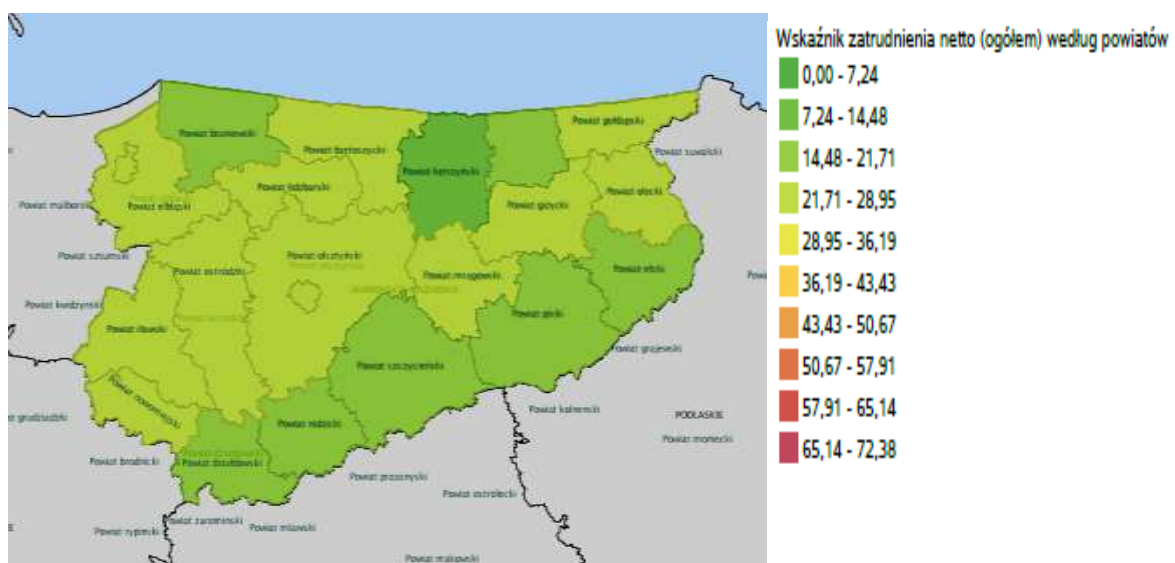 Wskaźnik zatrudnienia netto (ogółem) według powiatów
0,00 - 7,24
7,24 - 14,48
14,48 - 21,71
21,71 - 28,95
28,95 - 36,19
36,19 - 43,43
43,43 - 50,67
50,67 - 57,91
57,91 - 65,14
65,14 - 72,38
Powiat gołdapski
Powiat braniewski
Powiat bartoszycki
Powiat suwalski
Powiat kętrzyński
Powiat lidzbarski
Powiat olecki
Powiat malborski
Powiat elbląski
Powiat giżycki
Powiat sztumski
Powiat olsztyński
Powiat ostródzki
Powiat mrągowski
Powiat ełcki
Powiat kwidzyński
Powiat piski
Powiat iławski
Powiat grajewski
Powiat szczycieński
Powiat nowomiejski
Powiat kolneński
PODLASKIE
grudziądzki
Powiat nidzicki
Powiat moniecki
Powiat brodnicki
Powiat działdowski
Powiat przasnyski
Powiat ostrołęcki
Powiat żuromiński
Powiat mławski
Powiat rypiński
Powiat makowski